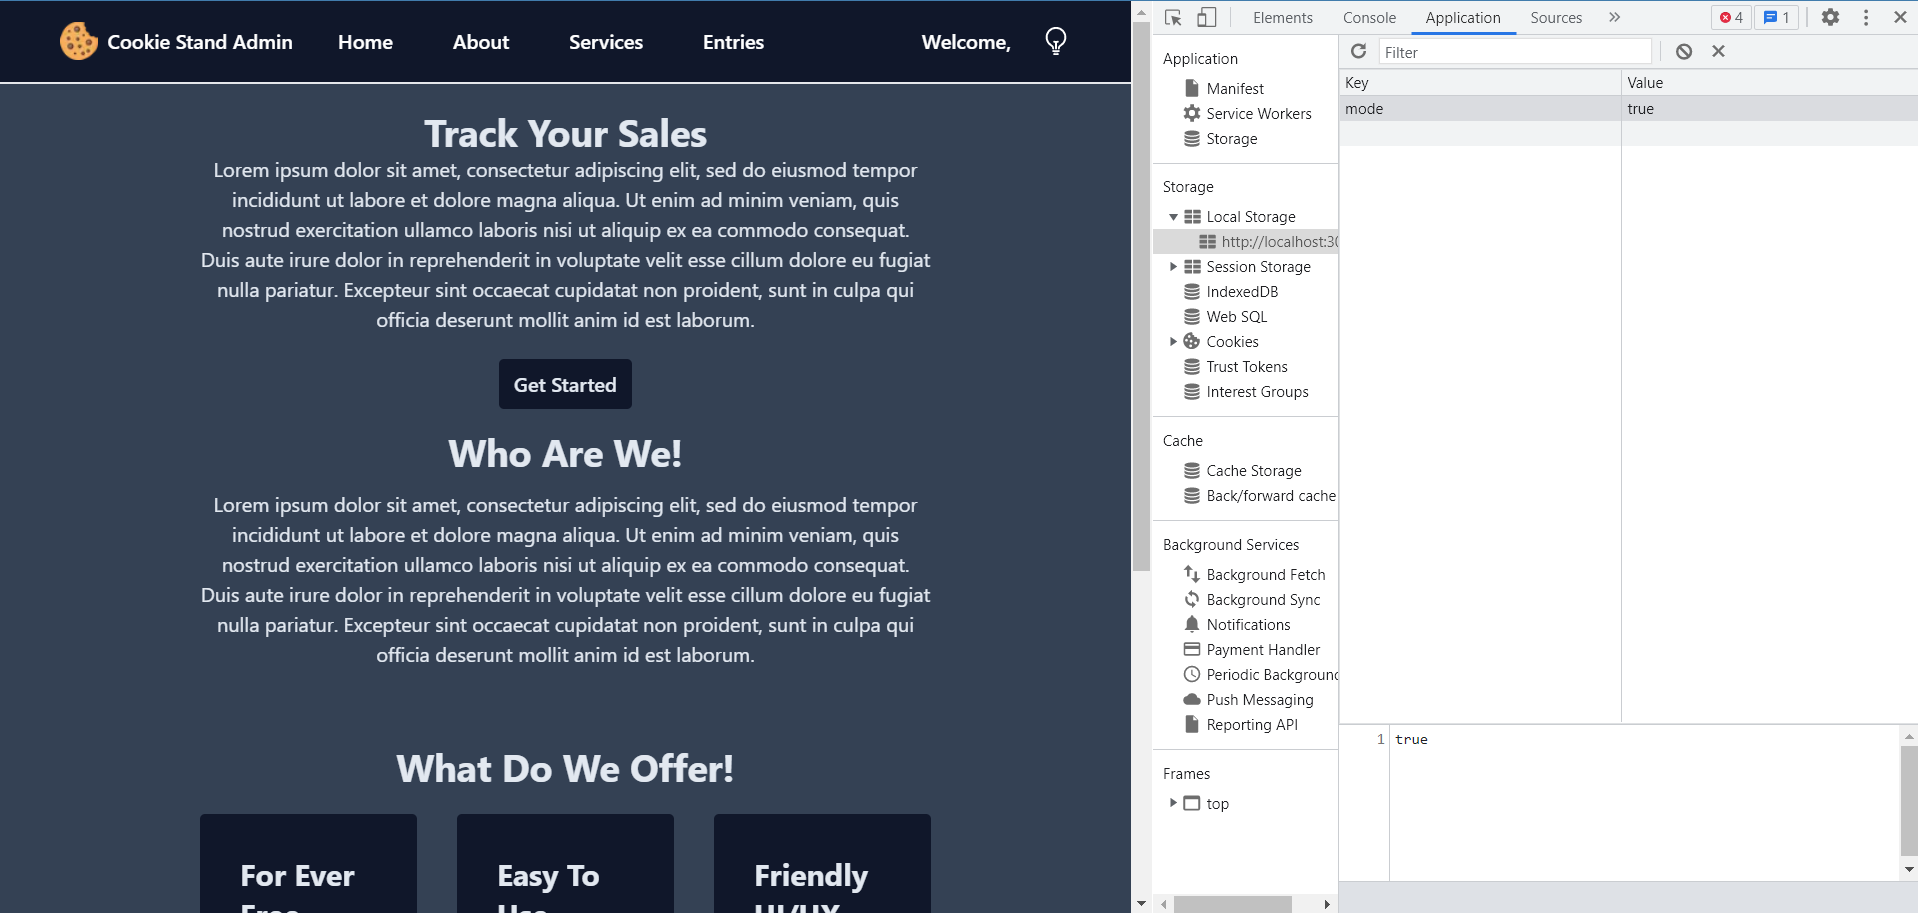 Cookie Stand Admin Home About Services Entries Welcome,
Track Your Sales
Lorem ipsum dolor sit amet, consectetur adipiscing elit, sed do eiusmod tempor
incididunt ut labore et dolore magna aliqua. Ut enim ad minim veniam, quis
nostrud exercitation ullamco laboris nisi ut aliquip ex ea commodo consequat.
Duis aute irure dolor in reprehenderit in voluptate velit esse cillum dolore eu fugiat
nulla pariatur. Excepteur sint occaecat cupidatat non proident, sunt in culpa qui
officia deserunt mollit anim id est laborum.
Get Started
Who Are We!
Lorem ipsum dolor sit amet, consectetur adipiscing elit, sed do eiusmod tempor
incididunt ut labore et dolore magna aliqua. Ut enim ad minim veniam, quis
nostrud exercitation ullamco laboris nisi ut aliquip ex ea commodo consequat.
Duis aute irure dolor in reprehenderit in voluptate velit esse cillum dolore eu fugiat
nulla pariatur. Excepteur sint occaecat cupidatat non proident, sunt in culpa qui
officia deserunt mollit anim id est laborum.
What Do We Offer!
For Ever
Free
Easy To
Use
Friendly
UI/UX
Elements Console Application Sources 4 1
Application
Manifest
Service Workers
Storage
Storage
Local Storage
http://localhost:30
Session Storage
IndexedDB
Web SQL
Cookies
Trust Tokens
Interest Groups
Cache
Cache Storage
Back/forward cache
Background Services
Background Fetch
Background Sync
Notifications
Payment Handler
Periodic Background
Push Messaging
Reporting API
Frames
top
Filter
Key Value
mode true
1 true